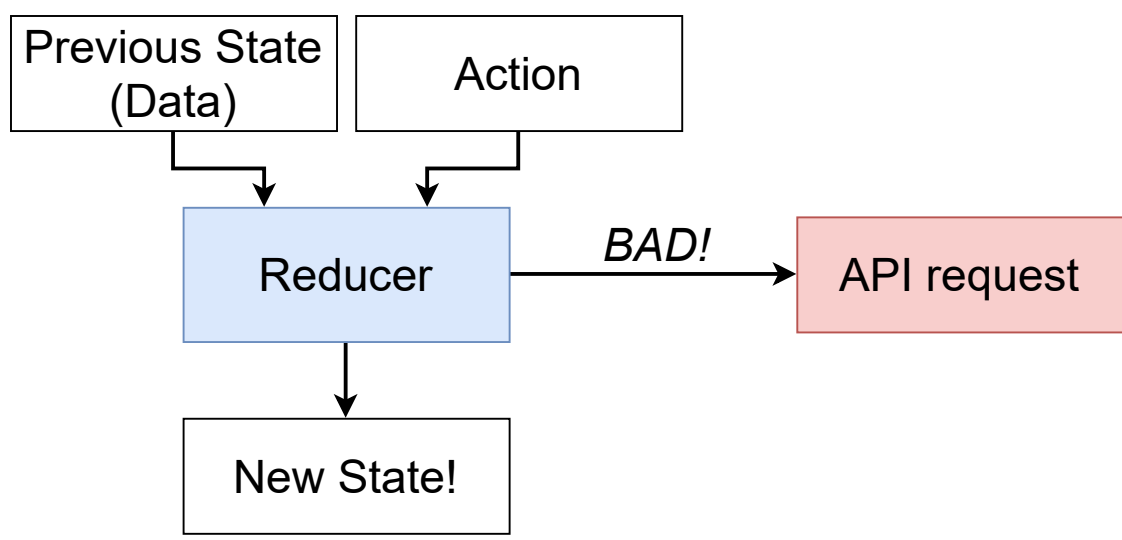 Previous State
(Data)
Action
Reducer
BAD!
API request
New State!